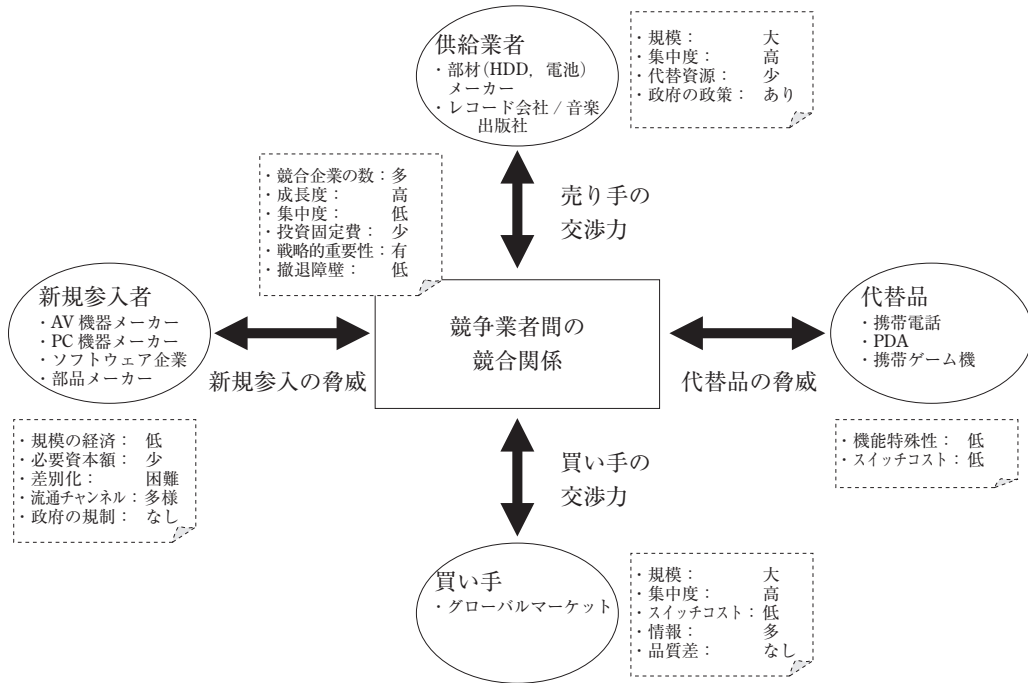 供給業者
・部材(HDD, 電池)
メーカー
・レコード会社 / 音楽
出版社
・規模： 大
・集中度： 高
・代替資源： 少
・政府の政策： あり
・競合企業の数：多
・成長度： 高
・集中度： 低
・投資固定費： 少
・戦略的重要性：有
・撤退障壁： 低
売り手の
交渉力
新規参入者
・AV 機器メーカー
・PC 機器メーカー
・ソフトウェア企業
・部品メーカー
新規参入の脅威
競争業者間の
競合関係
代替品の脅威
代替品
・携帯電話
・PDA
・携帯ゲーム機
・規模の経済： 低
・必要資本額： 少
・差別化： 困難
・流通チャンネル：多様
・政府の規制： なし
買い手の
交渉力
・機能特殊性： 低
・スイッチコスト：低
買い手
・グローバルマーケット
・規模： 大
・集中度： 高
・スイッチコスト：低
・情報： 多
・品質差： なし